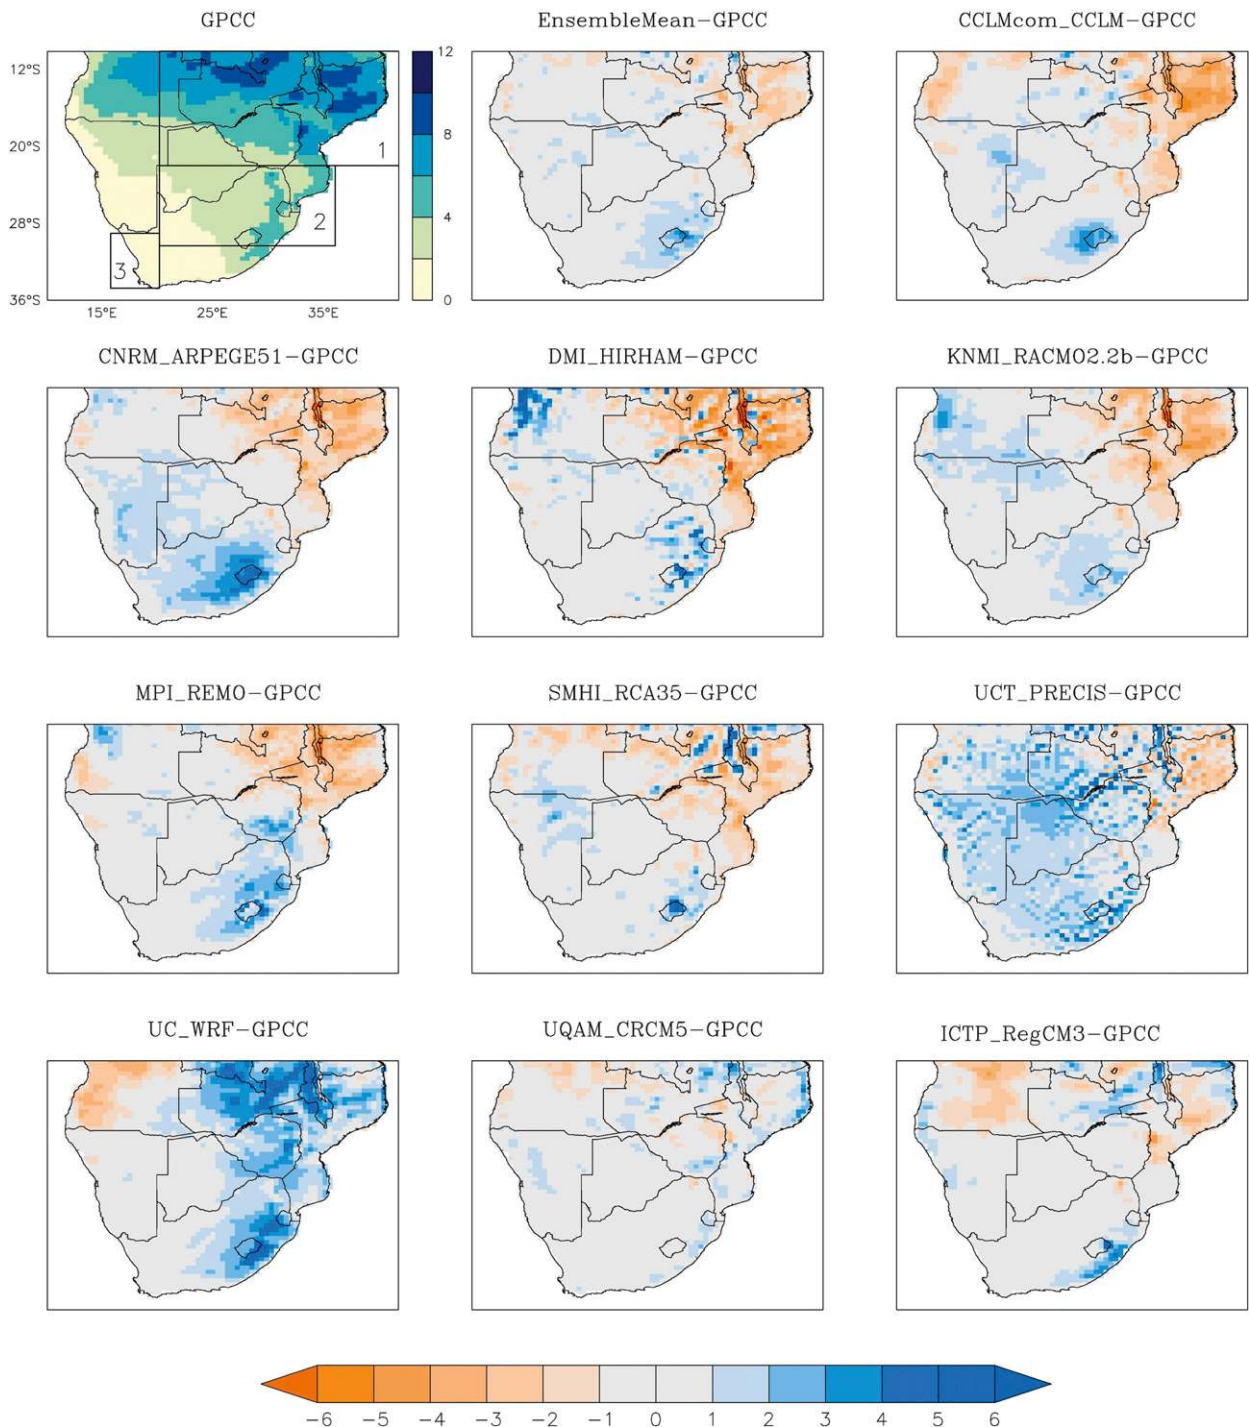 GPCC
EnsembleMean-GPCC
CCLMcom_CCLM-GPCC
12°S
20°S
28°S
36°S
15°E
25°E
35°E
1
2
3
12
8
4
0
CNRM_ARPEGE51-GPCC
DMI_HIRHAM-GPCC
KNMI_RACMO2.2b-GPCC
MPI_REMO-GPCC
SMHI_RCA35-GPCC
UCT_PRECIS-GPCC
UC_WRF-GPCC
UQAM_CRCM5-GPCC
ICTP_RegCM3-GPCC
-6 -5 -4 -3 -2 -1 0 1 2 3 4 5 6